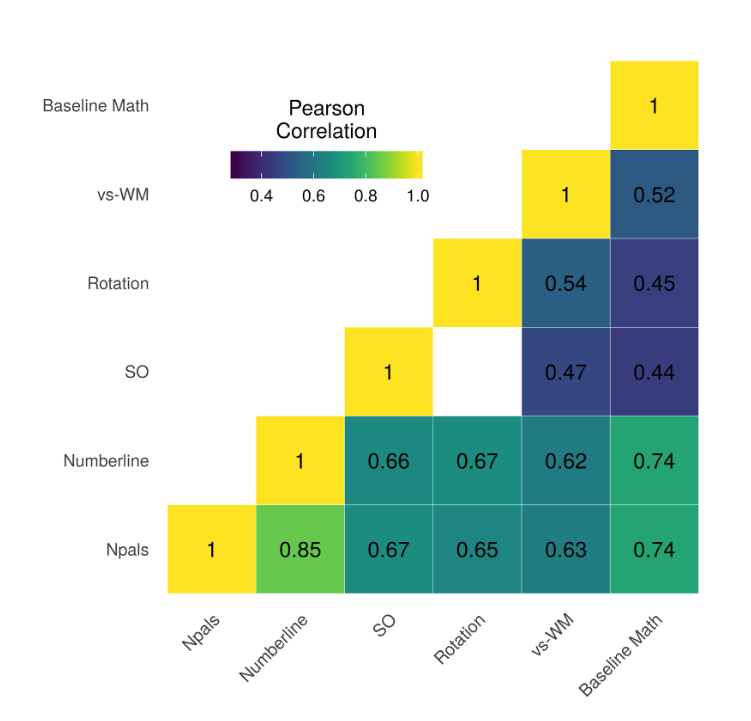 Pearson
Correlation
0.4 0.6 0.8 1.0
Baseline Math 1
vs-WM 1 0.52
Rotation 1 0.54 0.45
SO 1 0.47 0.44
Numberline 1 0.66 0.67 0.62 0.74
Npals 1 0.85 0.67 0.65 0.63 0.74
Npals Numberline SO Rotation vs-WM Baseline Math